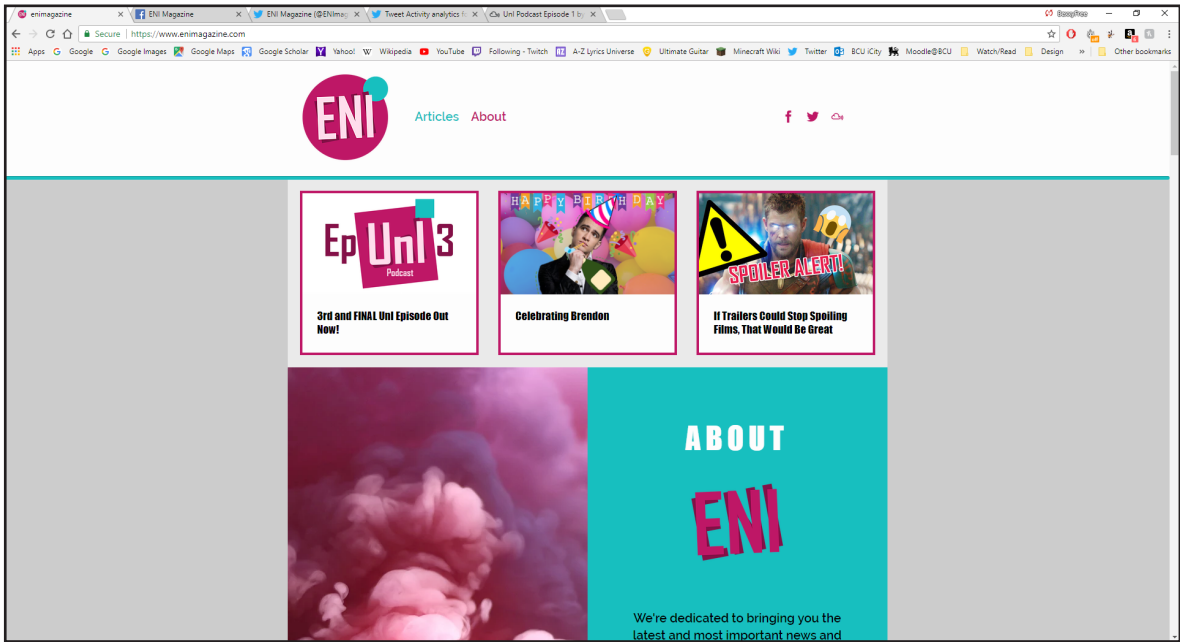 enimagazine
ENI Magazine
ENI Magazine (@ENImag
Tweet Activity analytics f
UnI Podcast Episode 1 by
Secure
https://www.enimagazine.com
Apps
Google
Google Images
Google Maps
Google Scholar
Yahoo!
Wikipedia
YouTube
Following - Twitch
A-Z Lyrics Universe
Ultimate Guitar
Minecraft Wiki
Twitter
BCU iCity
Moodle@BCU
Watch/Read
Design
»
Other bookmarks
ENI
Articles
About
Ep UnI 3
Podcast
HAPPY BIRTHDAY
SPOILER ALERT!
3rd and FINAL UnI Episode Out
Now!
Celebrating Brendon
If Trailers Could Stop Spoiling
Films, That Would Be Great
ABOUT
ENI
We're dedicated to bringing you the
latest and most important news and